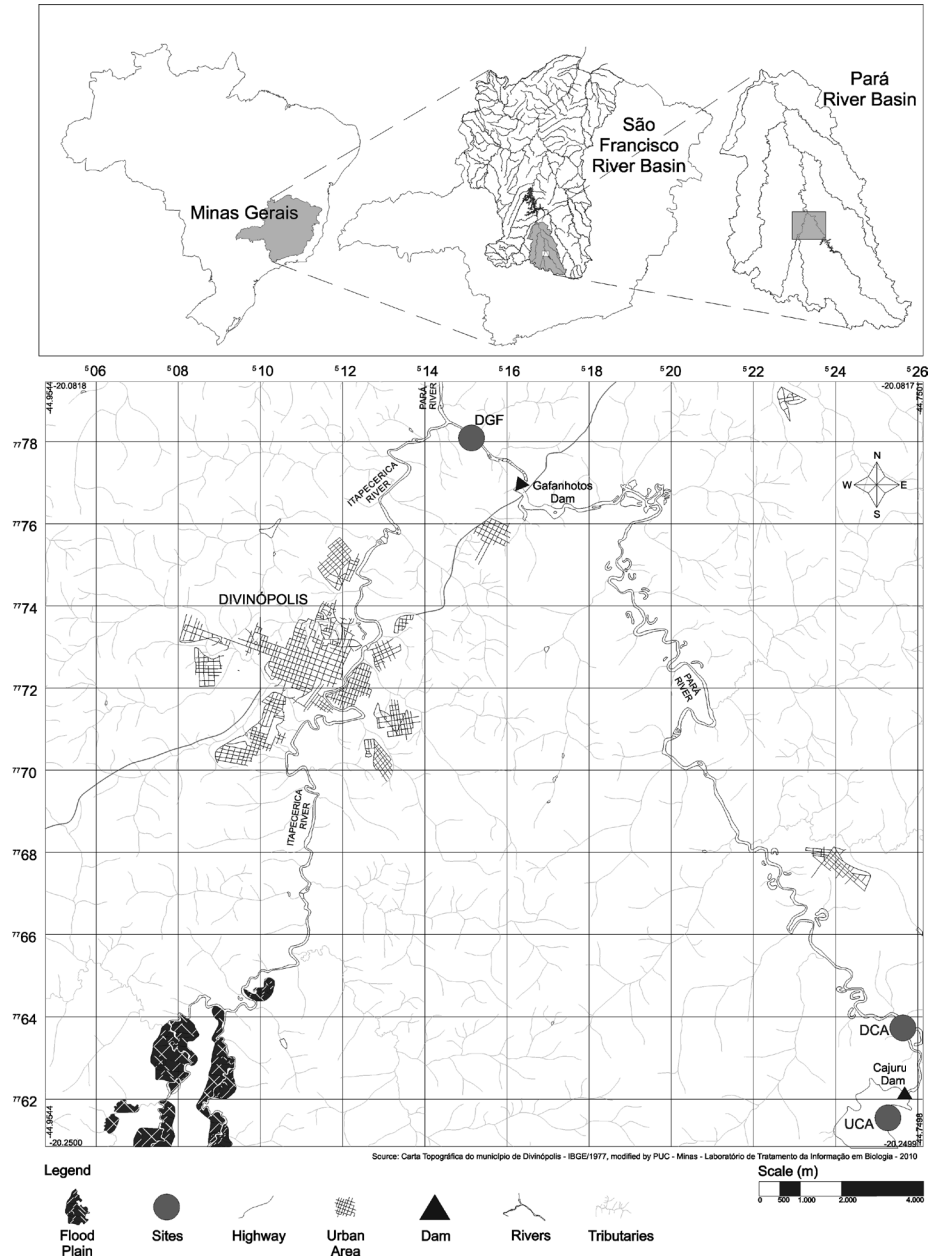 Minas Gerais
São
Francisco
River Basin
Pará
River Basin
⁵06
⁵08
⁵10
⁵12
⁵14
⁵16
⁵18
⁵20
⁵22
⁵24
⁵26
-20.0818
-44.9544
-20.0817
-44.7501
⁷⁷78
⁷⁷76
⁷⁷74
⁷⁷72
⁷⁷70
⁷⁷68
⁷⁷66
⁷⁷64
⁷⁷62
PARÁ
RIVER
DGF
ITAPECERICA
RIVER
Gafanhotos
Dam
N
W
E
S
DIVINÓPOLIS
PARÁ
RIVER
ITAPECERICA
RIVER
DCA
Cajuru
Dam
UCA
-44.9544
-20.2500
-44.7498
-20.2499
Source: Carta Topográfica do município de Divinópolis - IBGE/1977, modified by PUC - Minas - Laboratório de Tratamento da Informação em Biologia - 2010
Legend
Flood
Plain
Sites
Highway
Urban
Area
Dam
Rivers
Tributaries
Scale (m)
0 500 1.000 2.000 4.000